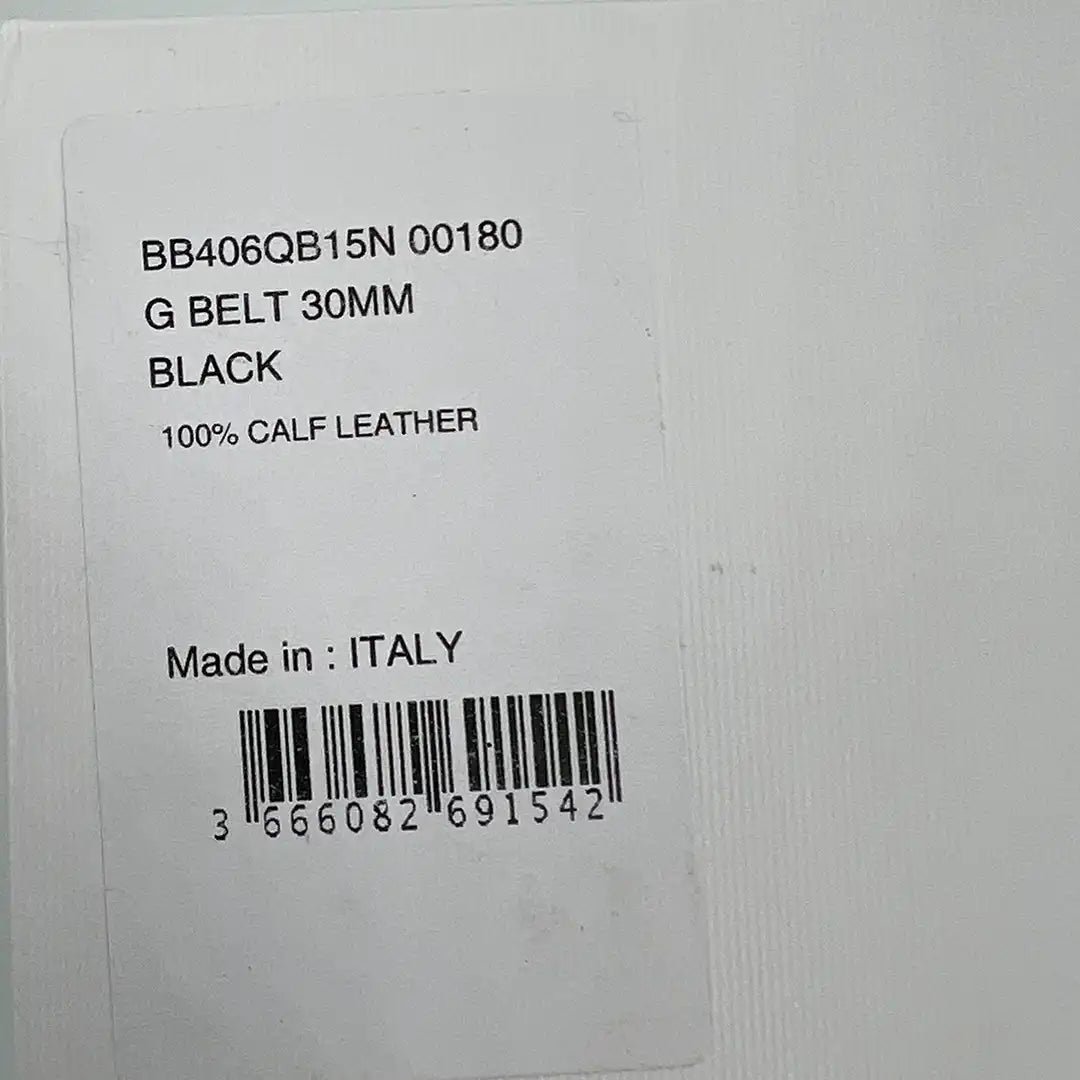 BB406QB15N 00180
G BELT 30MM
BLACK
100% CALF LEATHER
Made in : ITALY
3 666082 691542